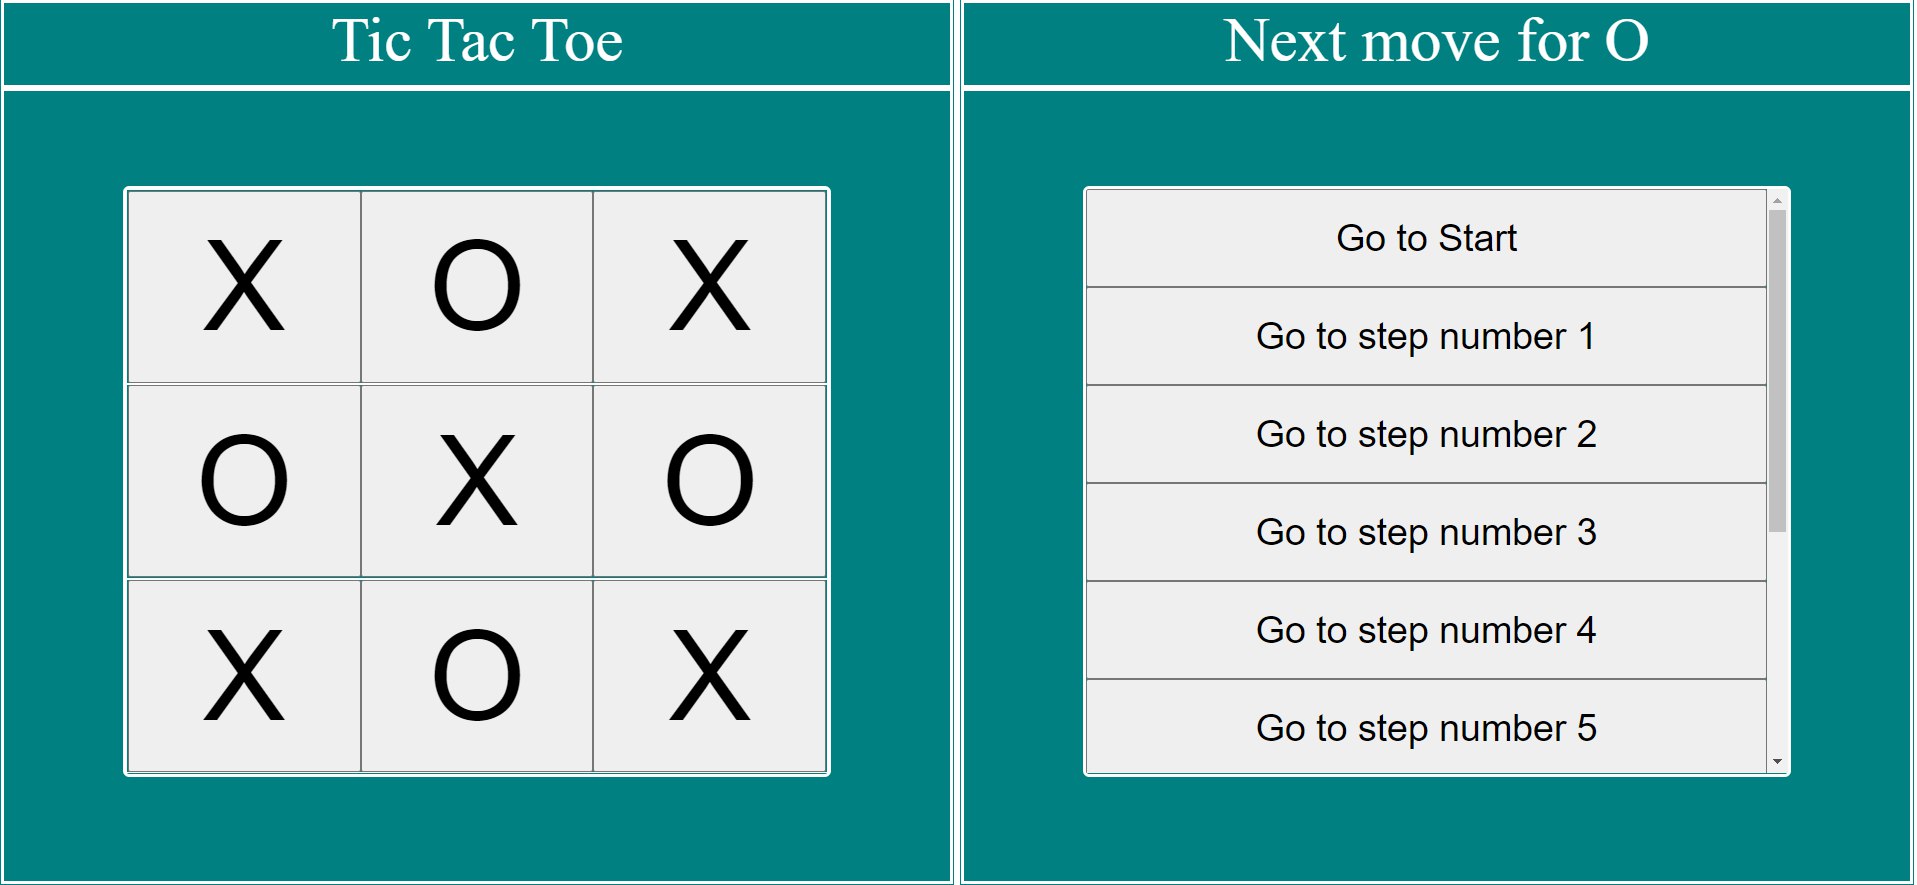 Tic Tac Toe
Next move for O
X O X
O X O
X O X
Go to Start
Go to step number 1
Go to step number 2
Go to step number 3
Go to step number 4
Go to step number 5